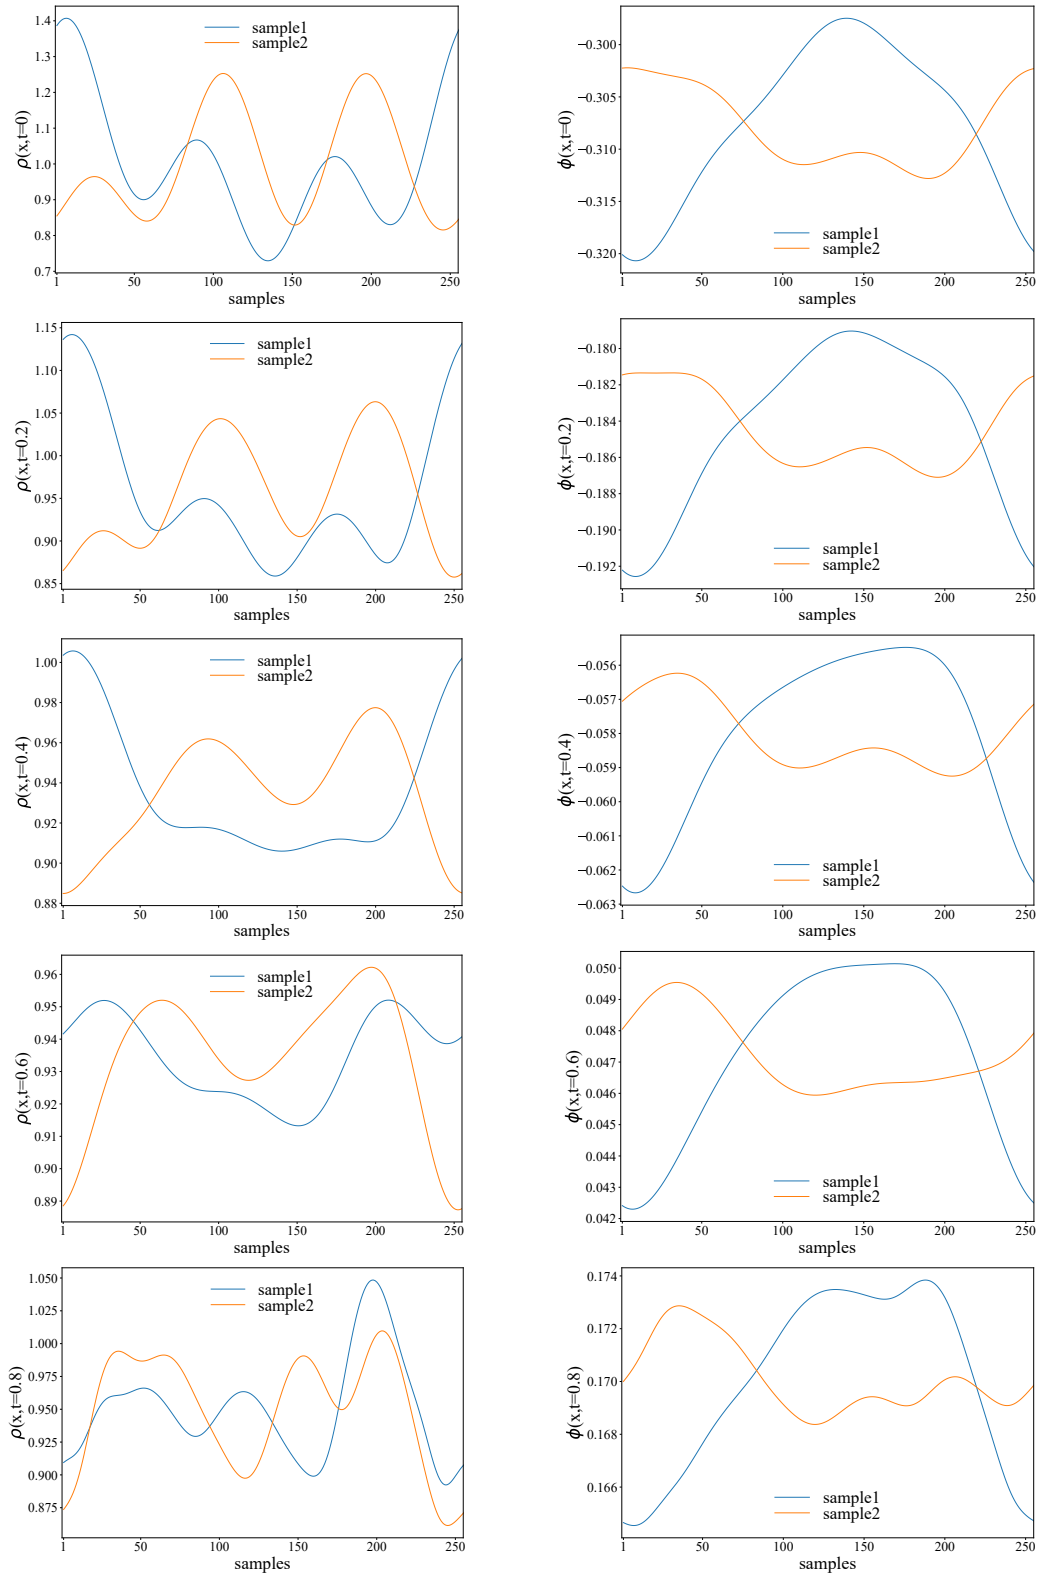 sample1
sample2
1.4
1.3
1.2
1.1
1.0
0.9
0.8
0.7
ρ(x,t=0)
1 50 100 150 200 250
samples
sample1
sample2
−0.300
−0.305
−0.310
−0.315
−0.320
ϕ(x,t=0)
1 50 100 150 200 250
samples
sample1
sample2
1.15
1.10
1.05
1.00
0.95
0.90
0.85
ρ(x,t=0.2)
1 50 100 150 200 250
samples
sample1
sample2
−0.180
−0.182
−0.184
−0.186
−0.188
−0.190
−0.192
ϕ(x,t=0.2)
1 50 100 150 200 250
samples
sample1
sample2
1.00
0.98
0.96
0.94
0.92
0.90
0.88
ρ(x,t=0.4)
1 50 100 150 200 250
samples
sample1
sample2
−0.056
−0.057
−0.058
−0.059
−0.060
−0.061
−0.062
−0.063
ϕ(x,t=0.4)
1 50 100 150 200 250
samples
sample1
sample2
0.96
0.95
0.94
0.93
0.92
0.91
0.90
0.89
ρ(x,t=0.6)
1 50 100 150 200 250
samples
sample1
sample2
0.050
0.049
0.048
0.047
0.046
0.045
0.044
0.043
0.042
ϕ(x,t=0.6)
1 50 100 150 200 250
samples
sample1
sample2
1.050
1.025
1.000
0.975
0.950
0.925
0.900
0.875
ρ(x,t=0.8)
1 50 100 150 200 250
samples
sample1
sample2
0.174
0.172
0.170
0.168
0.166
ϕ(x,t=0.8)
1 50 100 150 200 250
samples